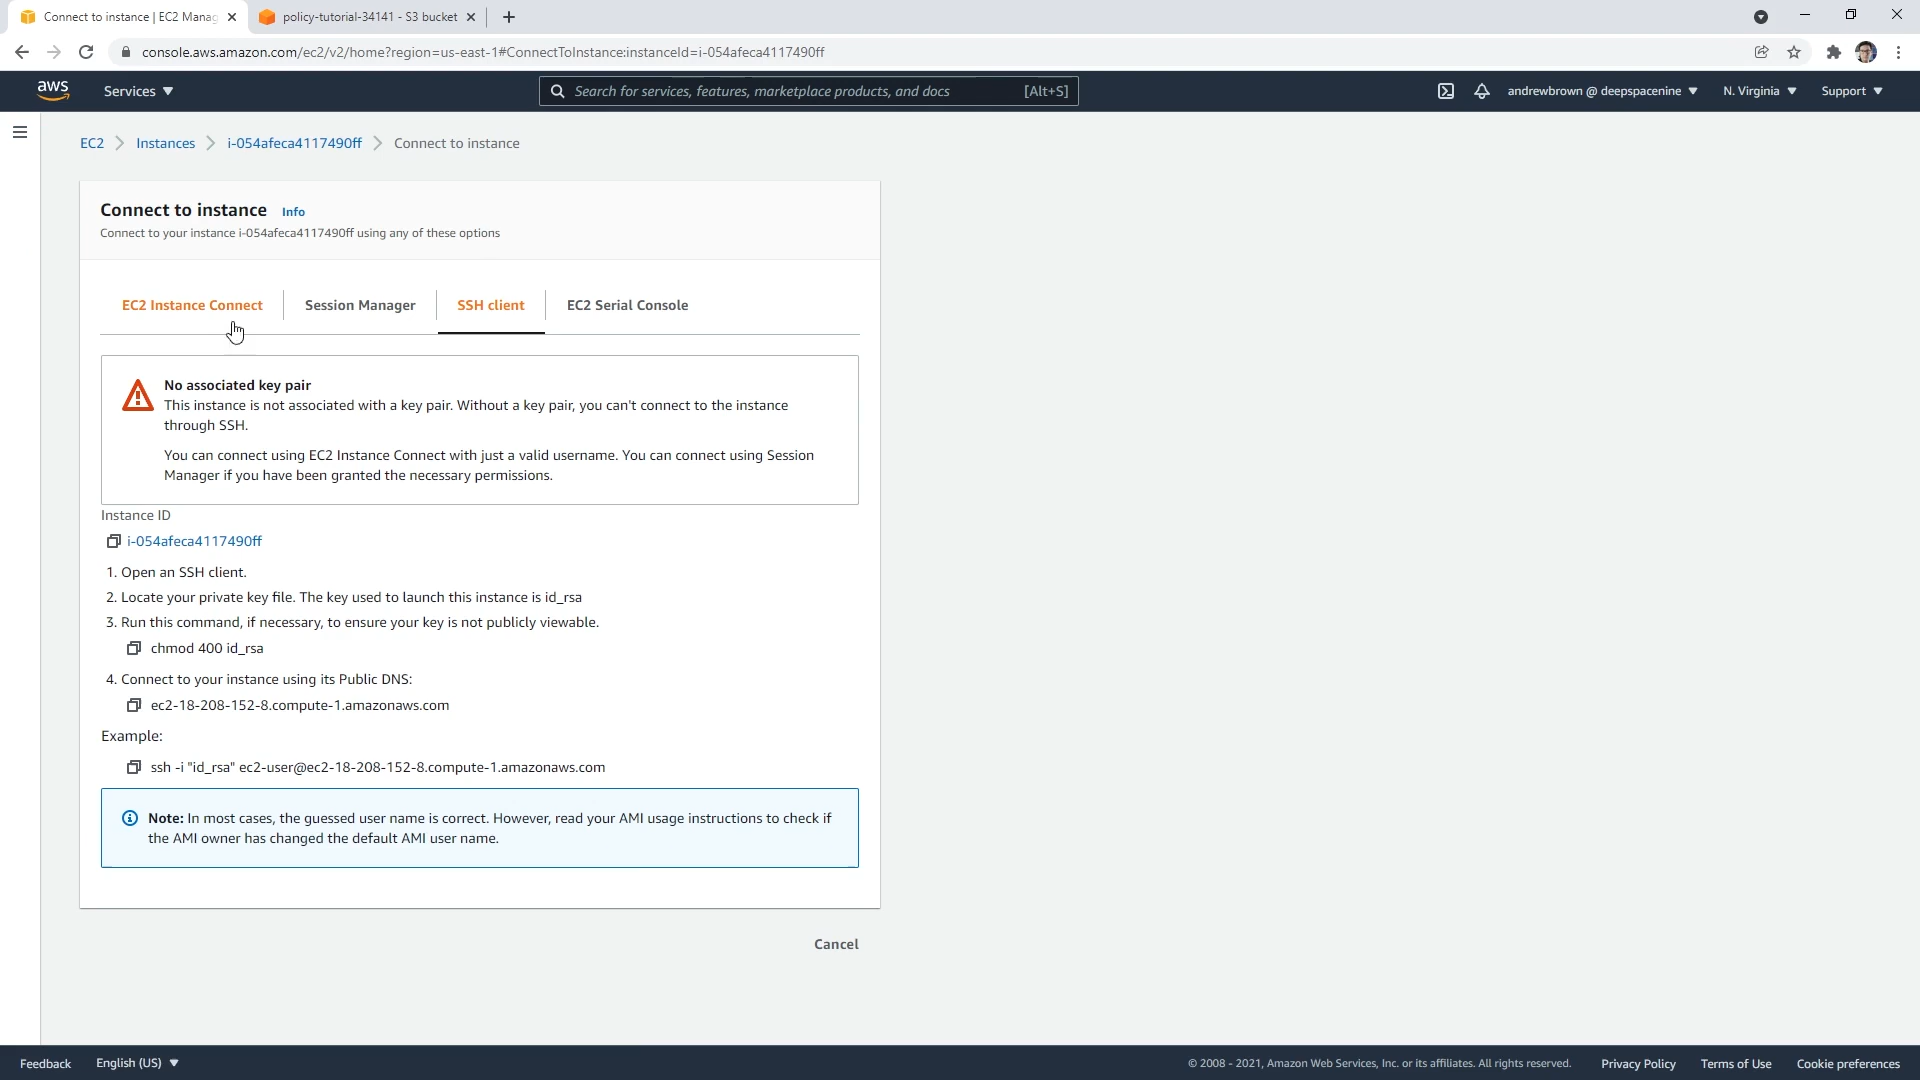 Connect to instance | EC2 Manag
policy-tutorial-34141 - S3 bucket
console.aws.amazon.com/ec2/v2/home?region=us-east-1#ConnectToInstance:instanceId=i-054afeca4117490ff
aws
Services
Search for services, features, marketplace products, and docs
[Alt+S]
andrewbrown @ deepspacenine
N. Virginia
Support
EC2
Instances
i-054afeca4117490ff
Connect to instance
Connect to instance
Info
Connect to your instance i-054afeca4117490ff using any of these options
EC2 Instance Connect
Session Manager
SSH client
EC2 Serial Console
No associated key pair
This instance is not associated with a key pair. Without a key pair, you can't connect to the instance
through SSH.
You can connect using EC2 Instance Connect with just a valid username. You can connect using Session
Manager if you have been granted the necessary permissions.
Instance ID
i-054afeca4117490ff
1. Open an SSH client.
2. Locate your private key file. The key used to launch this instance is id_rsa
3. Run this command, if necessary, to ensure your key is not publicly viewable.
chmod 400 id_rsa
4. Connect to your instance using its Public DNS:
ec2-18-208-152-8.compute-1.amazonaws.com
Example:
ssh -i "id_rsa" ec2-user@ec2-18-208-152-8.compute-1.amazonaws.com
Note: In most cases, the guessed user name is correct. However, read your AMI usage instructions to check if
the AMI owner has changed the default AMI user name.
Cancel
Feedback
English (US)
© 2008 - 2021, Amazon Web Services, Inc. or its affiliates. All rights reserved.
Privacy Policy
Terms of Use
Cookie preferences